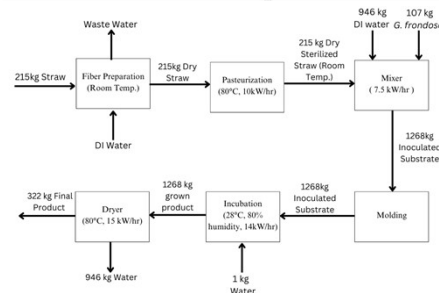 Waste Water
215kg Straw
Fiber Preparation
(Room Temp.)
DI Water
215kg Dry
Straw
Pasteurization
(80°C, 10kW/hr)
215 kg Dry
Sterilized
Straw (Room
Temp.)
946 kg
DI water
107 kg
G. frondosa
Mixer
( 7.5 kW/hr )
1268kg
Inoculated
Substrate
Molding
1268kg
Inoculated
Substrate
Incubation
(28°C, 80%
humidity, 14kW/hr)
1 kg
Water
1268 kg
grown
product
Dryer
(80°C, 15 kW/hr)
946 kg Water
322 kg Final
Product